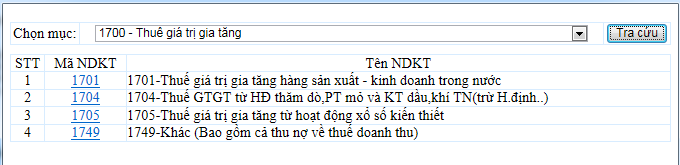 Chọn mục: 1700 - Thuế giá trị gia tăng Tra cứu
STT Mã NDKT Tên NDKT
1 1701 1701-Thuế giá trị gia tăng hàng sản xuất - kinh doanh trong nước
2 1704 1704-Thuế GTGT từ HĐ thăm dò,PT mỏ và KT dầu,khí TN(trừ H.định..)
3 1705 1705-Thuế giá trị gia tăng từ hoạt động xổ số kiến thiết
4 1749 1749-Khác (Bao gồm cả thu nợ về thuế doanh thu)